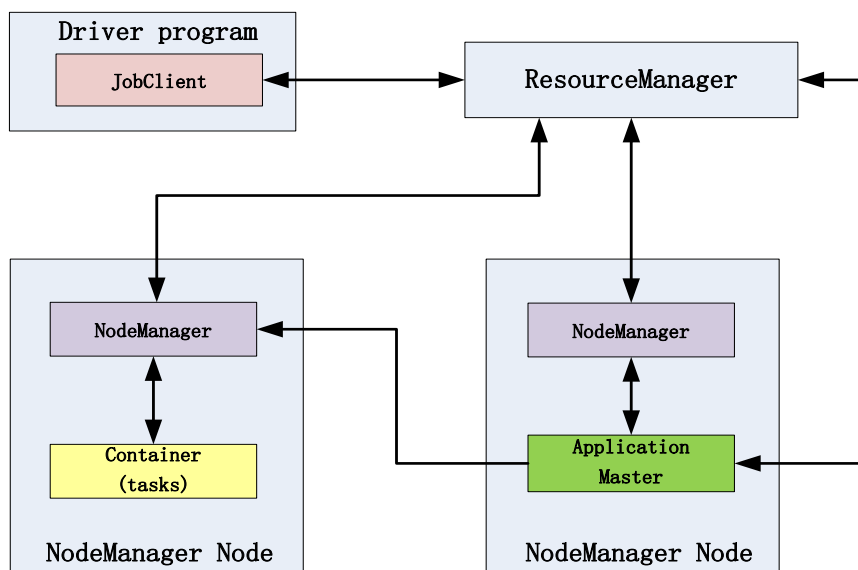 Driver program
JobClient
ResourceManager
NodeManager
Container
(tasks)
NodeManager Node
NodeManager
Application
Master
NodeManager Node